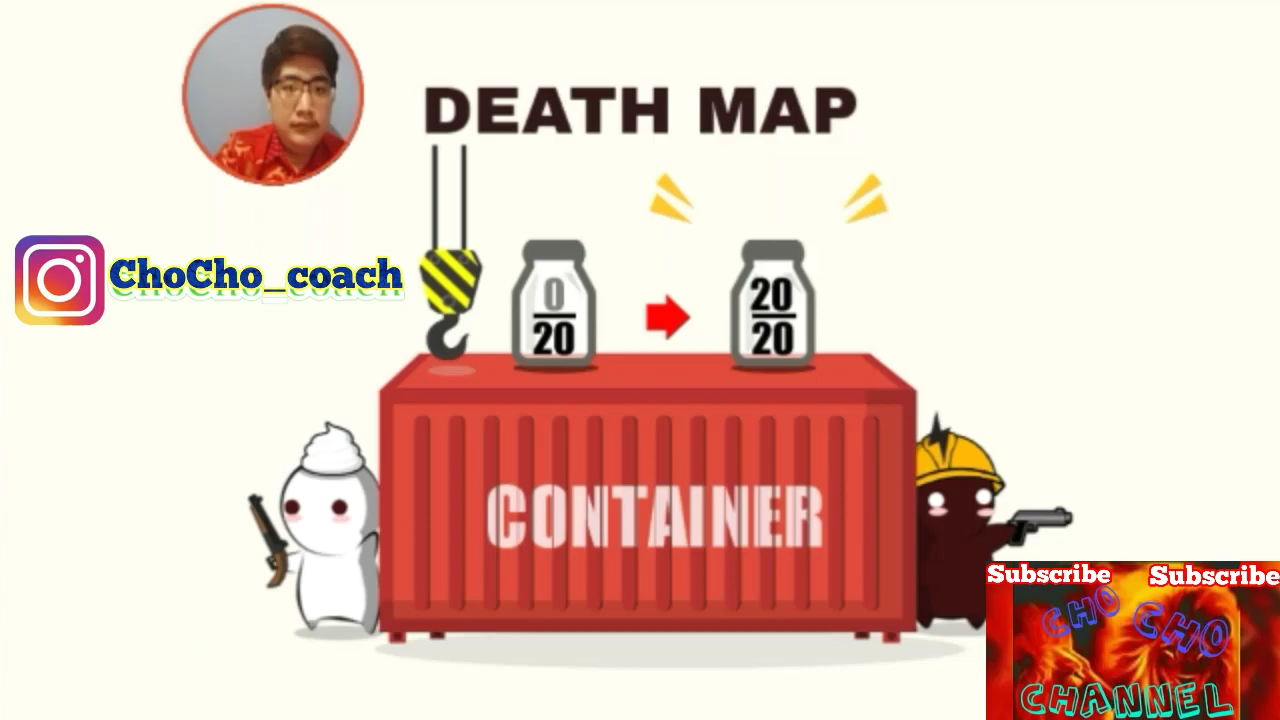 DEATH MAP
ChoCho_coach
0
20
20
20
CONTAINER
Subscribe Subscribe
CHO CHO
CHANNEL